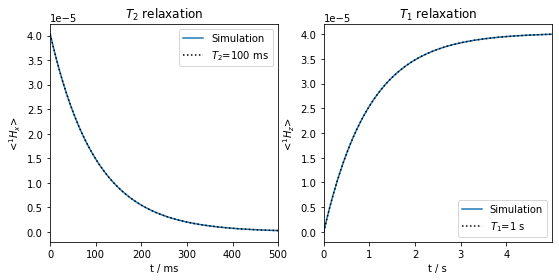 T₂ relaxation
1e−5
4.0
3.5
3.0
2.5
2.0
1.5
1.0
0.5
0.0
<¹Hₓ>
Simulation
T₂=100 ms
0 100 200 300 400 500
t / ms
T₁ relaxation
1e−5
4.0
3.5
3.0
2.5
2.0
1.5
1.0
0.5
0.0
<¹H_z>
Simulation
T₁=1 s
0 1 2 3 4
t / s